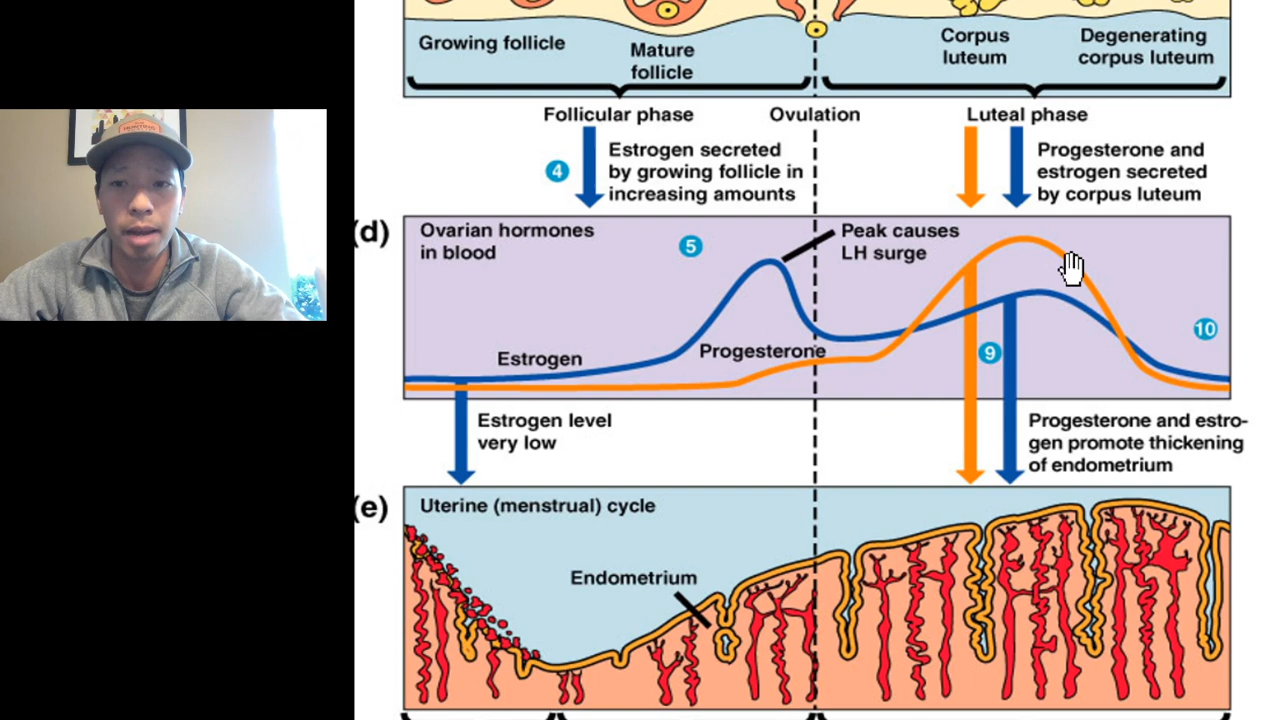 Growing follicle
Mature
follicle
Corpus
luteum
Degenerating
corpus luteum
Follicular phase
Ovulation
Luteal phase
4
Estrogen secreted
by growing follicle in
increasing amounts
Progesterone and
estrogen secreted
by corpus luteum
(d)
Ovarian hormones
in blood
5
Peak causes
LH surge
10
Estrogen
Progesterone
9
Estrogen level
very low
Progesterone and estro-
gen promote thickening
of endometrium
(e)
Uterine (menstrual) cycle
Endometrium